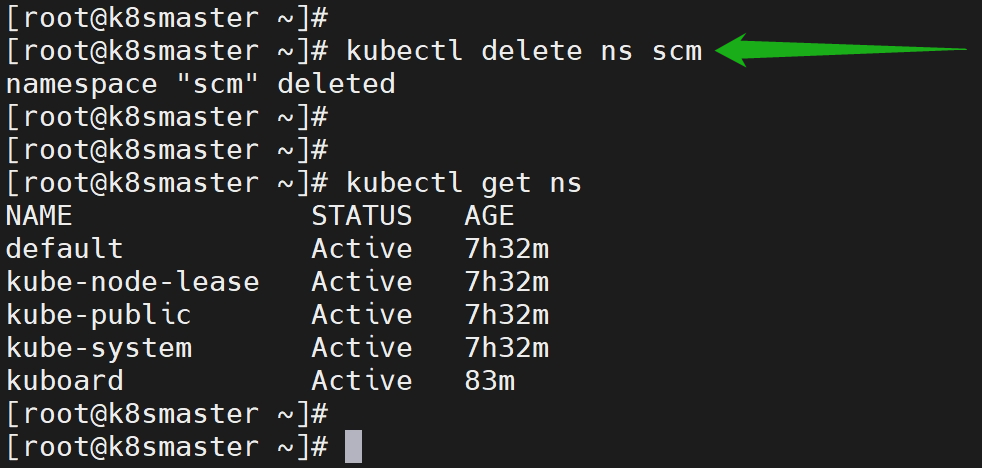 [root@k8smaster ~]#
[root@k8smaster ~]# kubectl delete ns scm
namespace "scm" deleted
[root@k8smaster ~]#
[root@k8smaster ~]#
[root@k8smaster ~]# kubectl get ns
NAME              STATUS   AGE
default           Active   7h32m
kube-node-lease   Active   7h32m
kube-public       Active   7h32m
kube-system       Active   7h32m
kuboard           Active   83m
[root@k8smaster ~]#
[root@k8smaster ~]#